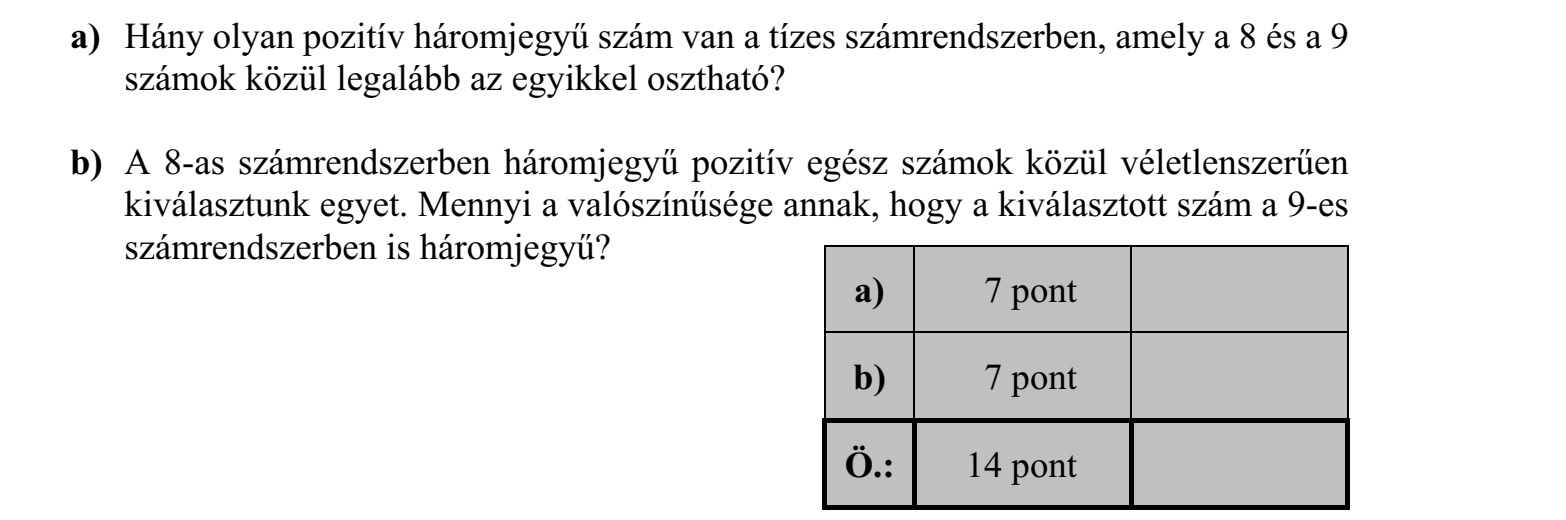 a) Hány olyan pozitív háromjegyű szám van a tízes számrendszerben, amely a 8 és a 9
számok közül legalább az egyikkel osztható?
b) A 8-as számrendszerben háromjegyű pozitív egész számok közül véletlenszerűen
kiválasztunk egyet. Mennyi a valószínűsége annak, hogy a kiválasztott szám a 9-es
számrendszerben is háromjegyű?
a) 7 pont
b) 7 pont
Ö.: 14 pont